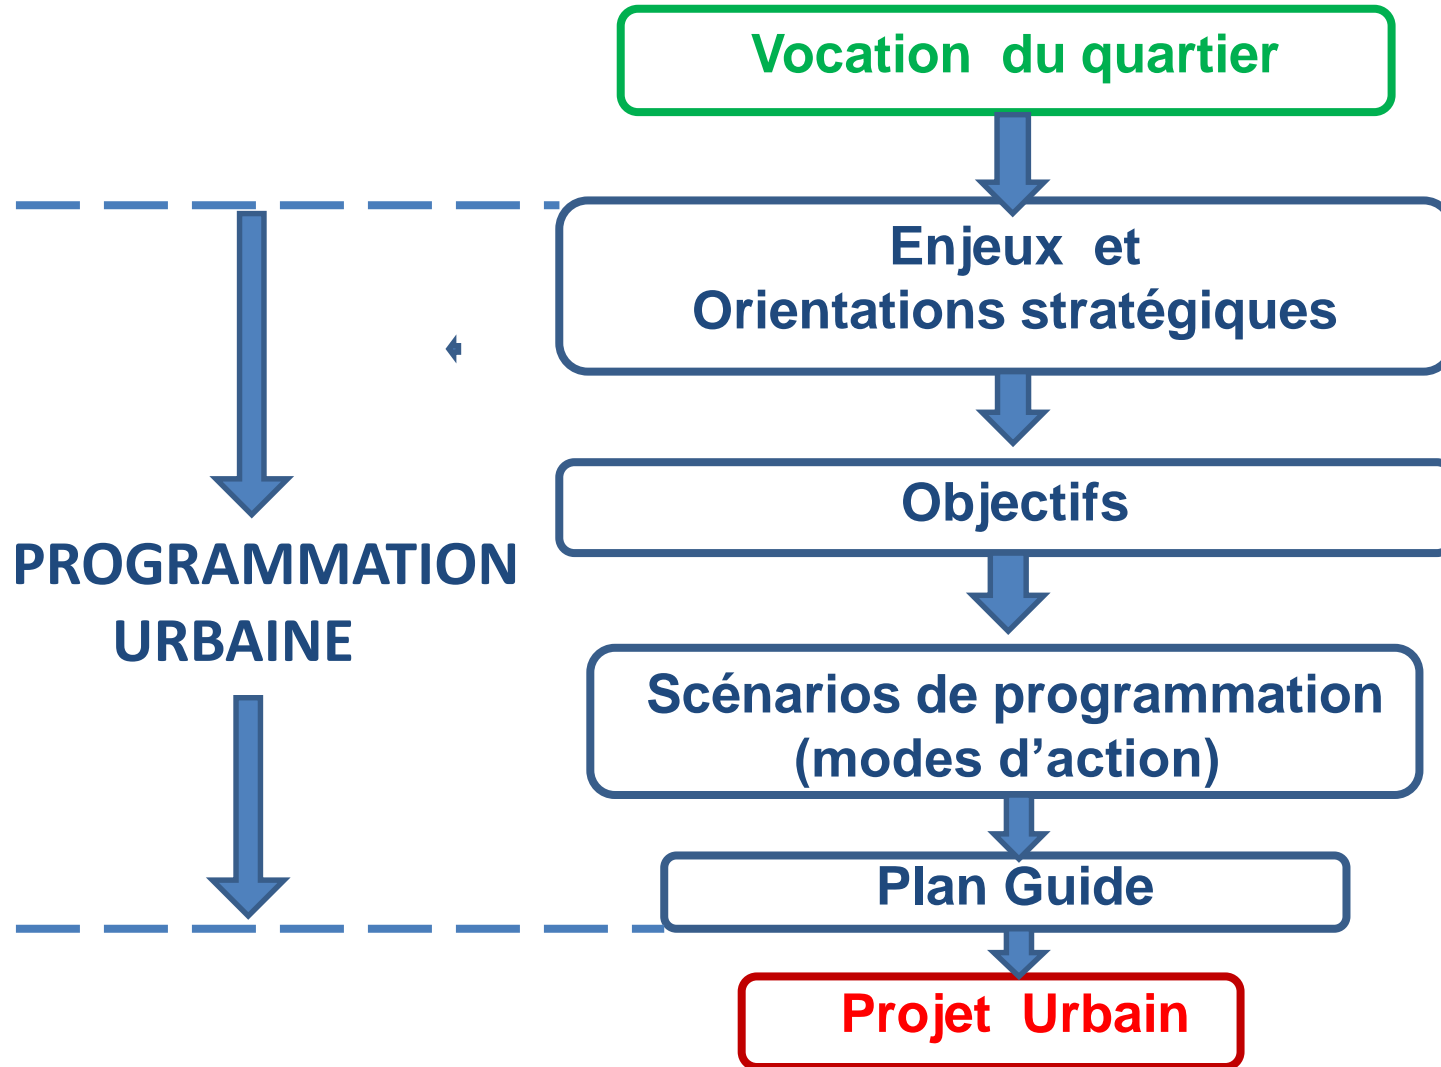 Vocation du quartier
Enjeux et
Orientations stratégiques
Objectifs
PROGRAMMATION
URBAINE
Scénarios de programmation
(modes d’action)
Plan Guide
Projet Urbain